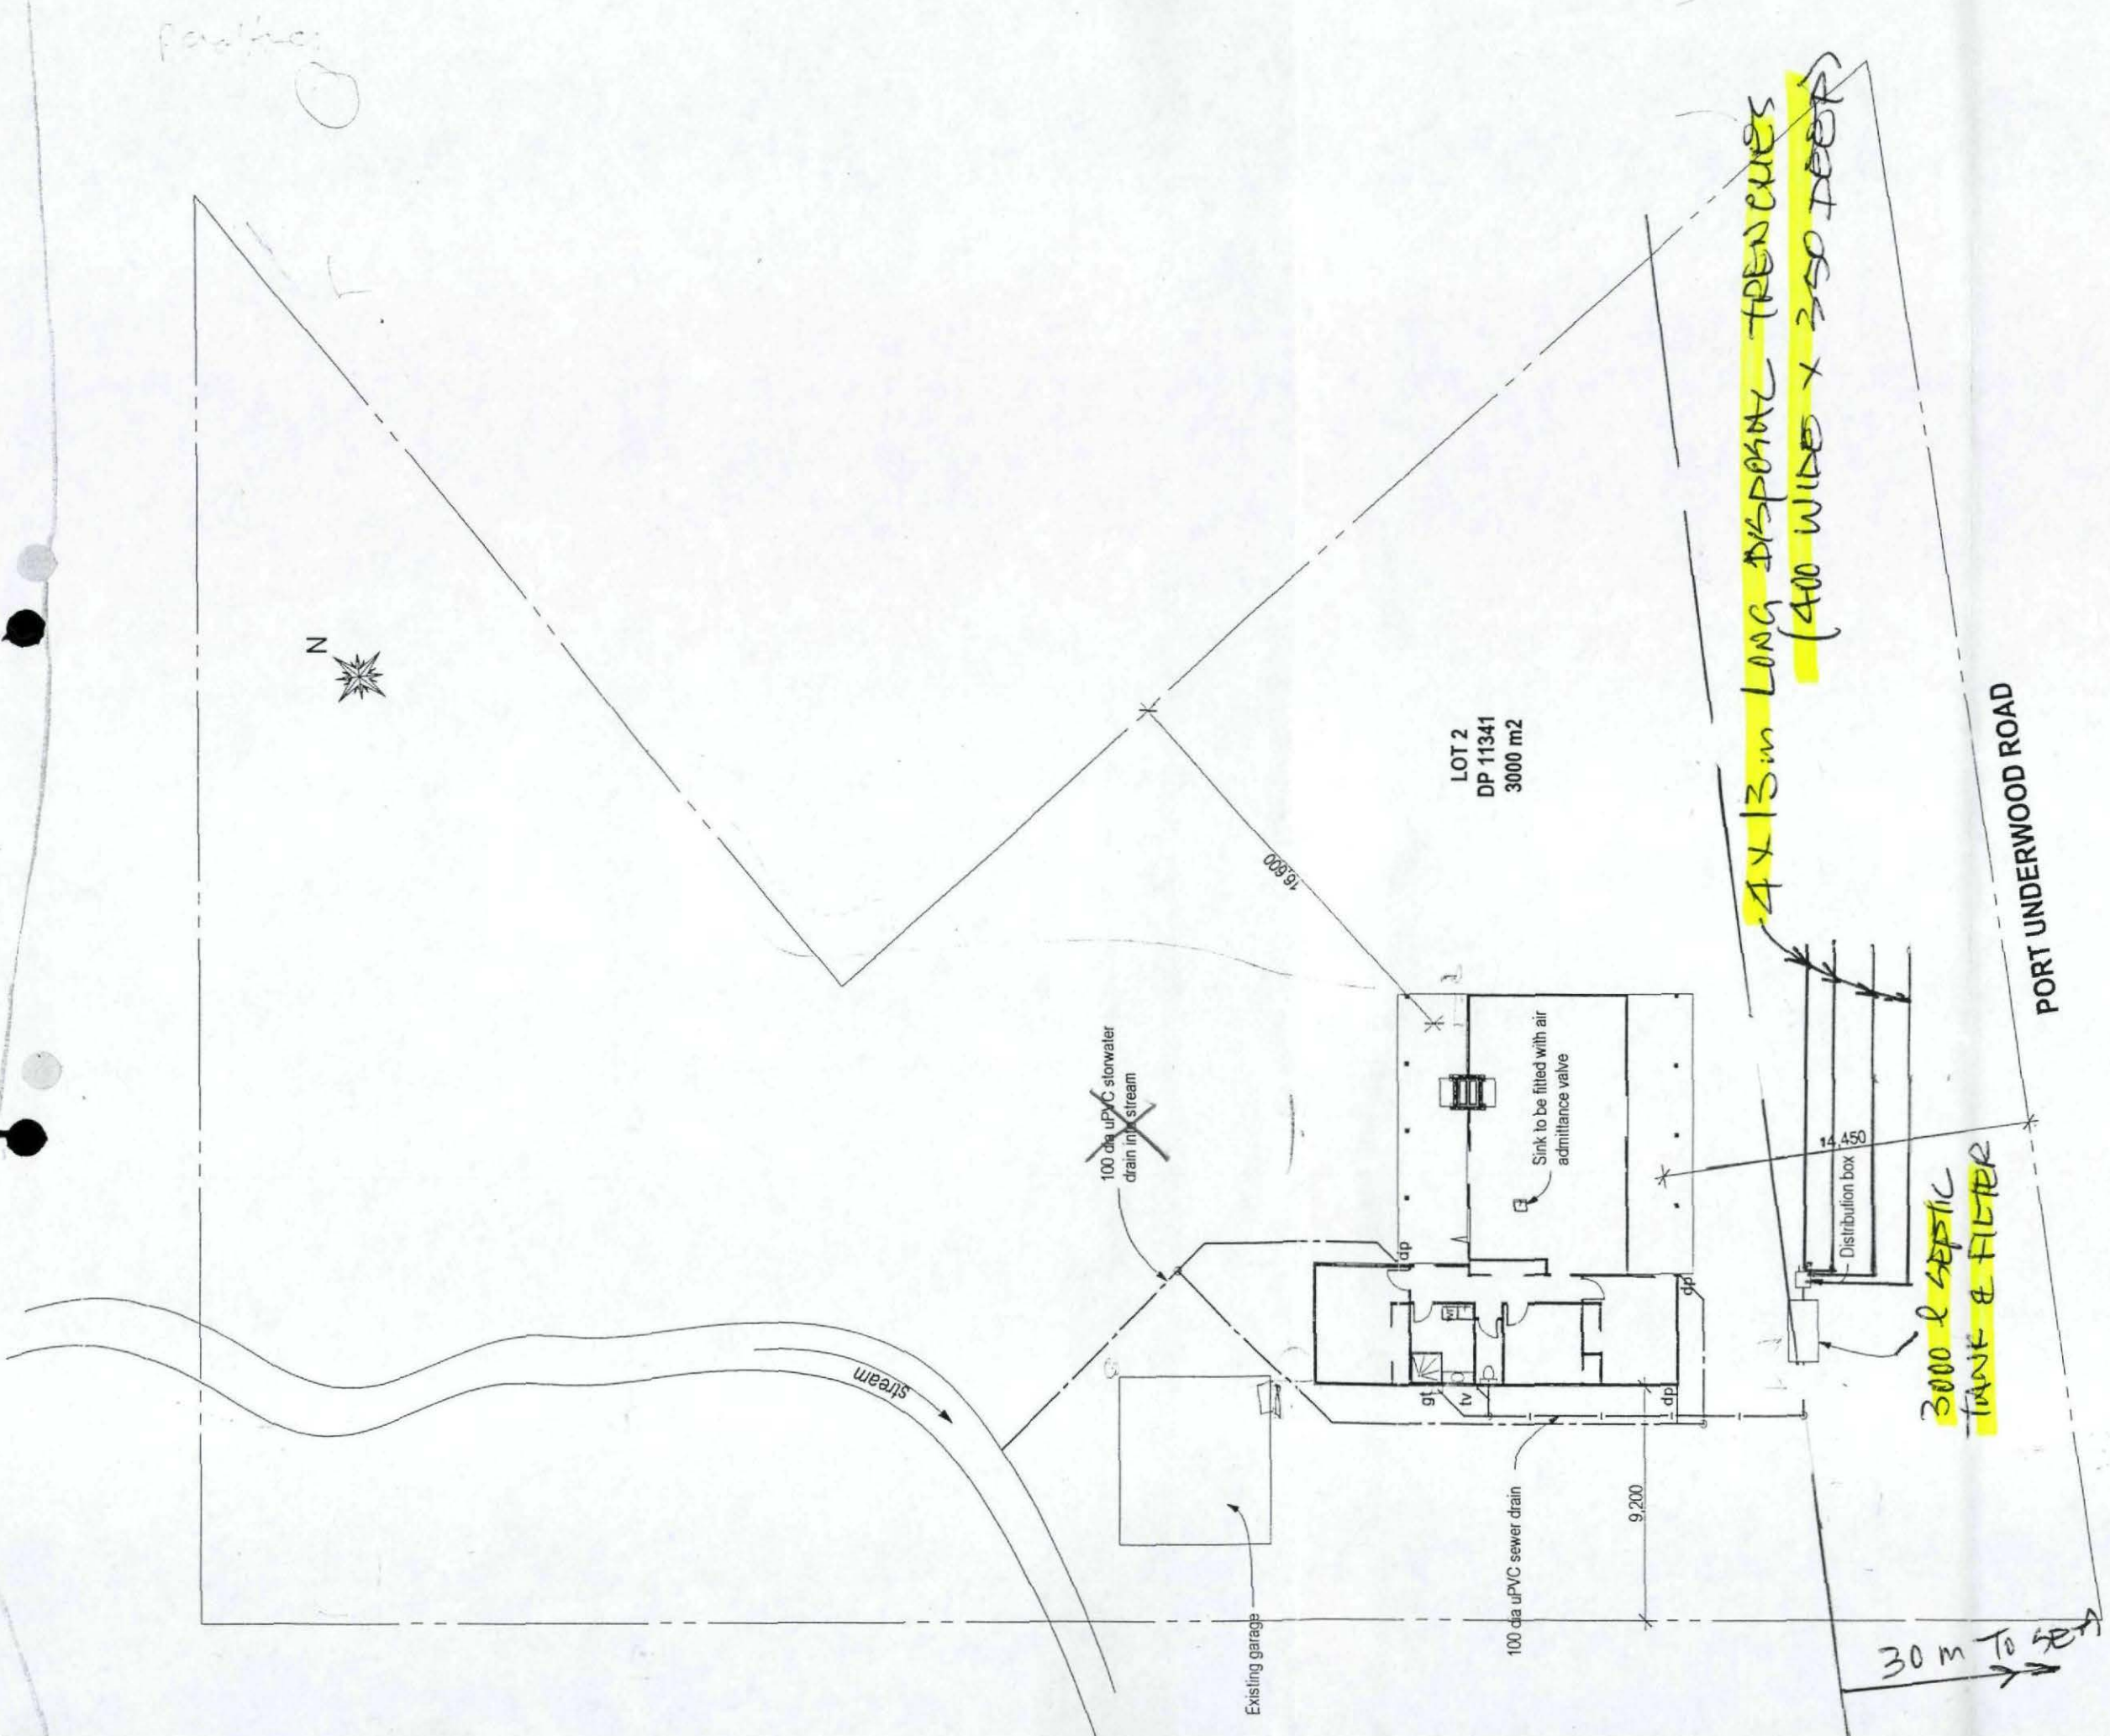 N
LOT 2
DP 11341
3000 m2
16,600
100 dia uPVC storwater
drain into stream
Sink to be fitted with air
admittance valve
4 x 13m LONG DISPOSAL TRENCHES
(400 WIDE x 350 DEEP)
PORT UNDERWOOD ROAD
14,450
Distribution box
3000 l SEPTIC
TANK & FILTER
stream
dp
dp
dp
gt
tv
Existing garage
100 dia uPVC sewer drain
9,200
30 m To SEA